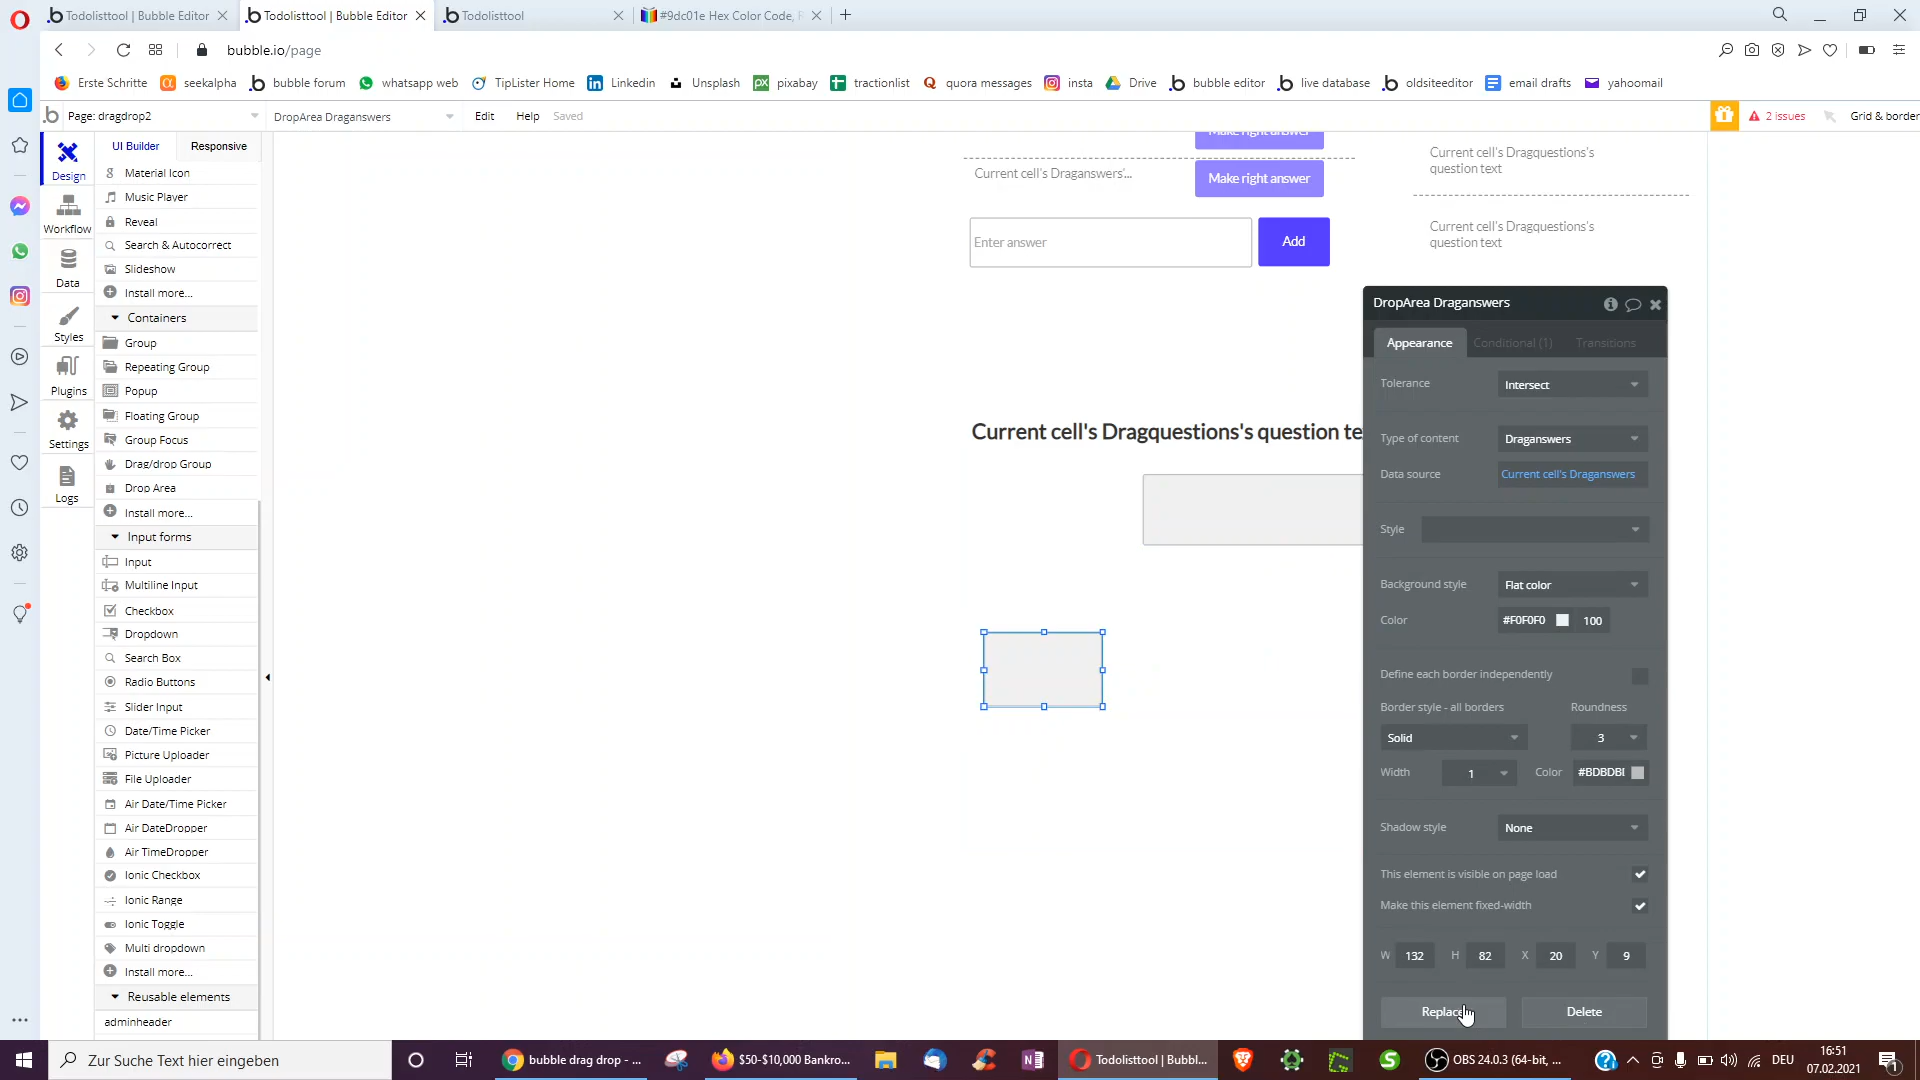 Todolisttool | Bubble Editor
Todolisttool | Bubble Editor
Todolisttool
#9dc01e Hex Color Code, R
bubble.io/page
Erste Schritte
seekalpha
bubble forum
whatsapp web
TipLister Home
Linkedin
Unsplash
pixabay
tractionlist
quora messages
insta
Drive
bubble editor
live database
oldsiteeditor
email drafts
yahoomail
Page: dragdrop2
DropArea Draganswers
Edit
Help
Saved
2 issues
Grid & border
Design
Workflow
Data
Styles
Plugins
Settings
Logs
UI Builder
Responsive
Material Icon
Music Player
Reveal
Search & Autocorrect
Slideshow
Install more...
Containers
Group
Repeating Group
Popup
Floating Group
Group Focus
Drag/drop Group
Drop Area
Install more...
Input forms
Input
Multiline Input
Checkbox
Dropdown
Search Box
Radio Buttons
Slider Input
Date/Time Picker
Picture Uploader
File Uploader
Air Date/Time Picker
Air DateDropper
Air TimeDropper
Ionic Checkbox
Ionic Range
Ionic Toggle
Multi dropdown
Install more...
Reusable elements
adminheader
Make right answer
Current cell's Draganswers'...
Make right answer
Enter answer
Add
Current cell's Dragquestions's
question text
Current cell's Dragquestions's
question text
Current cell's Dragquestions's question te
DropArea Draganswers
Appearance
Conditional (1)
Transitions
Tolerance
Intersect
Type of content
Draganswers
Data source
Current cell's Draganswers
Style
Background style
Flat color
Color
#F0F0F0
100
Define each border independently
Border style - all borders
Roundness
Solid
3
Width
1
Color
#BDBDBI
Shadow style
None
This element is visible on page load
Make this element fixed-width
W 132 H 82 X 20 Y 9
Replace
Delete
Zur Suche Text hier eingeben
bubble drag drop - ...
$50-$10,000 Bankro...
Todolisttool | Bubbl...
OBS 24.0.3 (64-bit, ...
DEU
16:51
07.02.2021